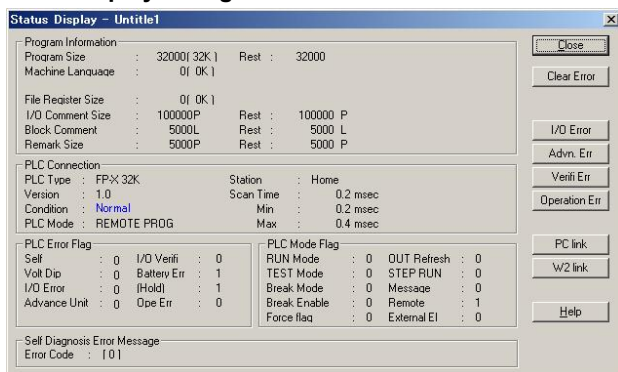 Status Display - Untitle1
Program Information
Program Size : 32000( 32K ) Rest : 32000
Machine Language : 0( 0K )
File Register Size : 0( 0K )
I/O Comment Size : 100000P Rest : 100000 P
Block Comment : 5000L Rest : 5000 L
Remark Size : 5000P Rest : 5000 P
PLC Connection
PLC Type : FP-X 32K Station : Home
Version : 1.0 Scan Time : 0.2 msec
Condition : Normal Min : 0.2 msec
PLC Mode : REMOTE PROG Max : 0.4 msec
PLC Error Flag
Self : 0 I/O Verifi : 0
Volt Dip : 0 Battery Err : 1
I/O Error : 0 (Hold) : 1
Advance Unit : 0 Ope Err : 0
PLC Mode Flag
RUN Mode : 0 OUT Refresh : 0
TEST Mode : 0 STEP RUN : 0
Break Mode : 0 Message : 0
Break Enable : 0 Remote : 1
Force flag : 0 External EI : 0
Self Diagnosis Error Message
Error Code : [ 0 ]
Close
Clear Error
I/O Error
Advn. Err
Verifi Err
Operation Err
PC link
W2 link
Help